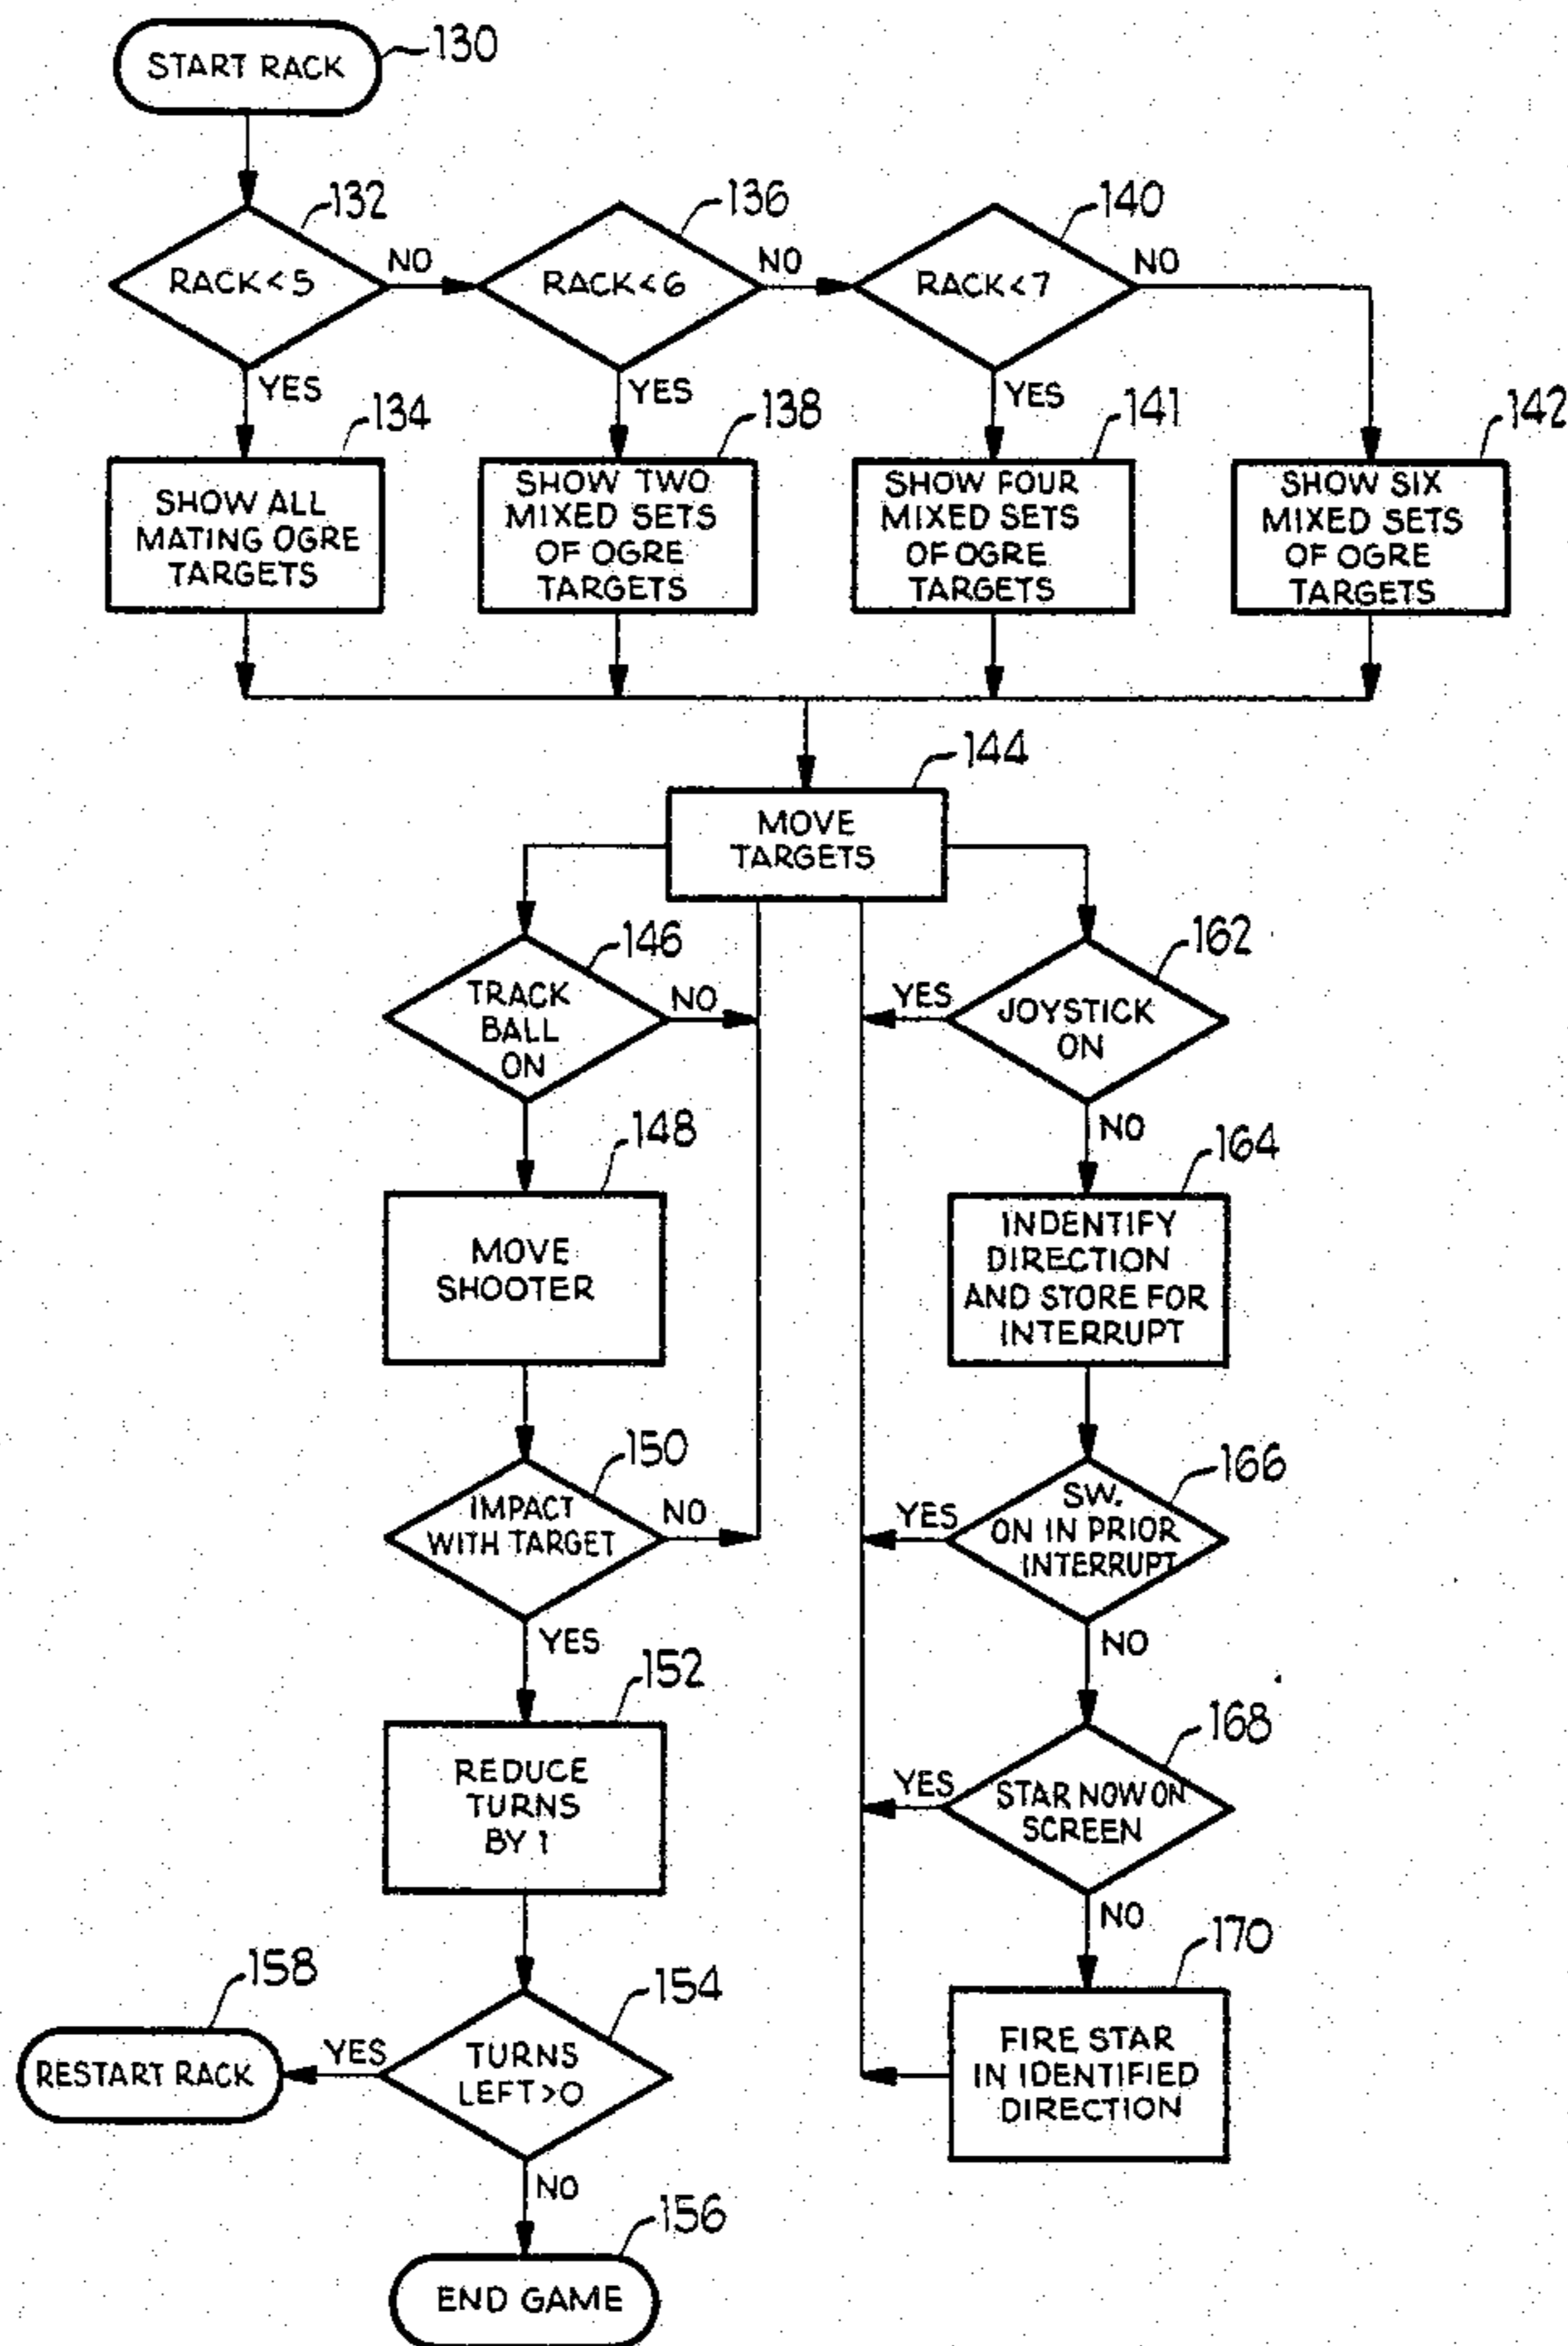 START RACK
130
132
136
140
RACK<5
NO
RACK<6
NO
RACK<7
NO
YES
YES
YES
134
138
141
142
SHOW ALL
MATING OGRE
TARGETS
SHOW TWO
MIXED SETS
OF OGRE
TARGETS
SHOW FOUR
MIXED SETS
OF OGRE
TARGETS
SHOW SIX
MIXED SETS
OF OGRE
TARGETS
144
MOVE
TARGETS
146
TRACK
BALL
ON
NO
162
YES
JOYSTICK
ON
NO
148
MOVE
SHOOTER
164
INDENTIFY
DIRECTION
AND STORE FOR
INTERRUPT
150
IMPACT
WITH TARGET
NO
YES
166
YES
SW.
ON IN PRIOR
INTERRUPT
NO
152
REDUCE
TURNS
BY 1
168
YES
STAR NOW ON
SCREEN
NO
158
RESTART RACK
YES
154
TURNS
LEFT>0
NO
170
FIRE STAR
IN IDENTIFIED
DIRECTION
156
END GAME